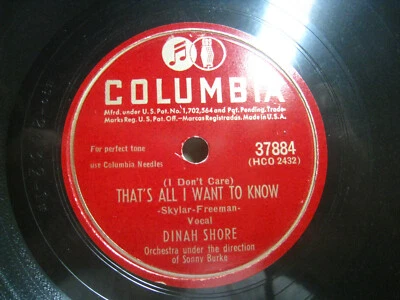 COLUMBIA
Mfrd. under U.S. Pat. No. 1,702,564 and Pat. Pending. Trade-
Marks Reg. U.S. Pat. Off.—Marcas Registradas. Made in U.S.A.
For perfect tone
use Columbia Needles
37884
(HCO 2432)
(I Don't Care)
THAT'S ALL I WANT TO KNOW
-Skylar-Freeman-
Vocal
DINAH SHORE
Orchestra under the direction
of Sonny Burke